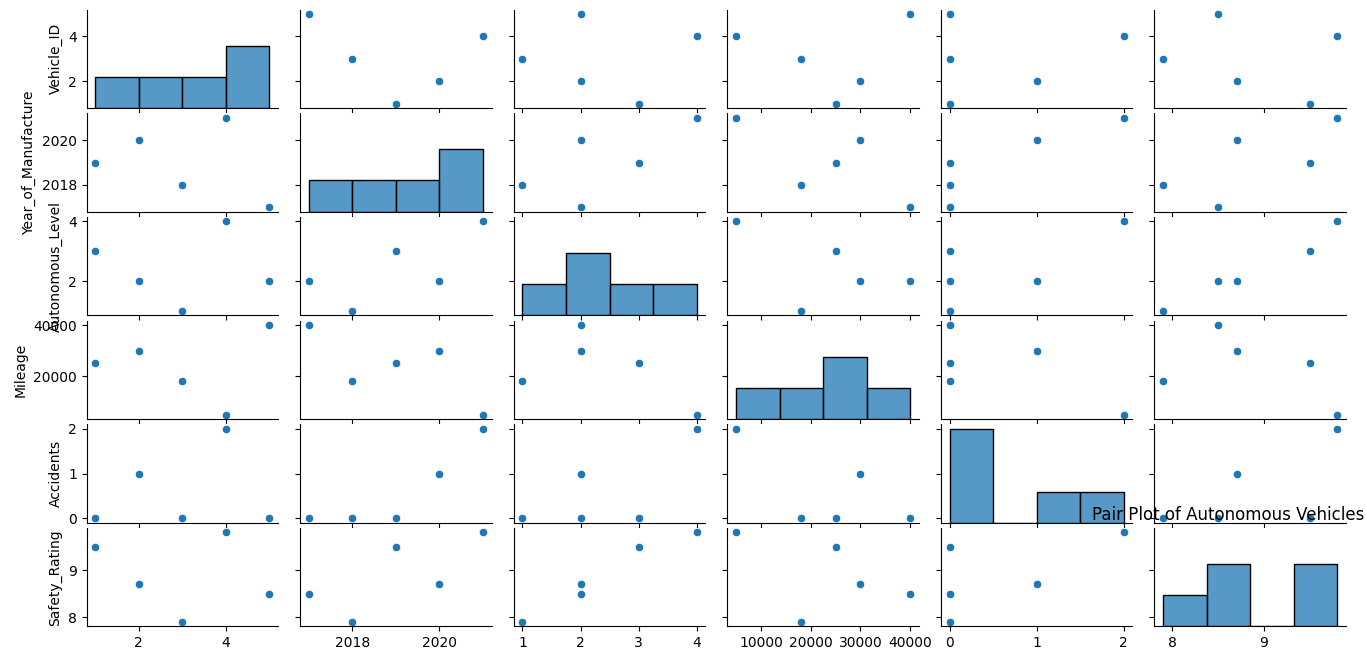 Vehicle_ID
4
2
Year_of_Manufacture
2020
2018
Autonomous_Level
4
2
Mileage
40000
20000
Accidents
2
1
0
Pair Plot of Autonomous Vehicles
Safety_Rating
9
8
2 4 2018 2020 1 2 3 4 10000 20000 30000 40000 0 1 2 8 9